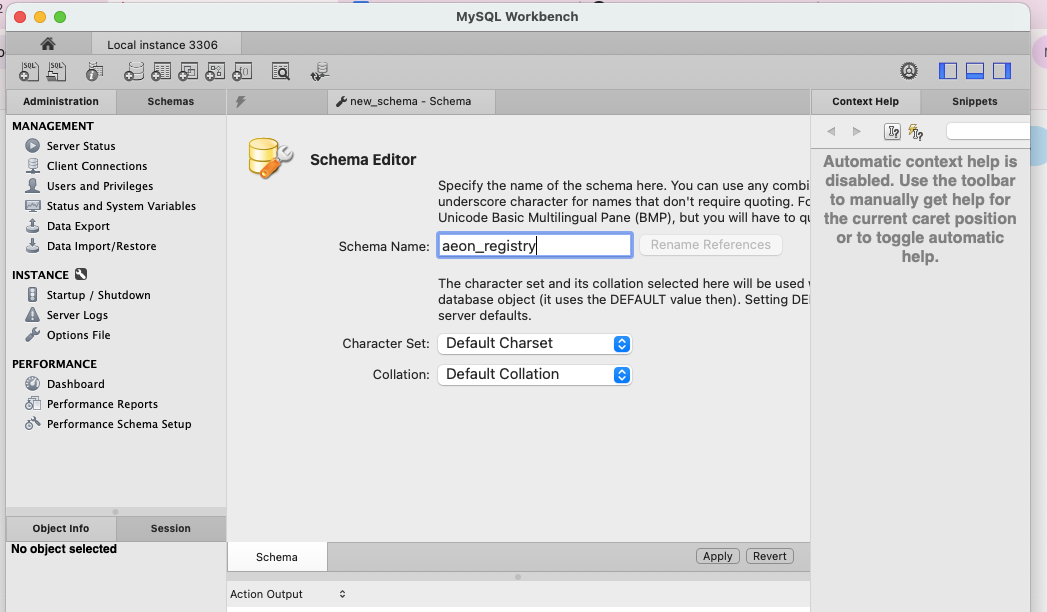 MySQL Workbench
Local instance 3306
SQL SQL
Administration
Schemas
new_schema - Schema
Context Help
Snippets
MANAGEMENT
Server Status
Client Connections
Users and Privileges
Status and System Variables
Data Export
Data Import/Restore
INSTANCE
Startup / Shutdown
Server Logs
Options File
PERFORMANCE
Dashboard
Performance Reports
Performance Schema Setup
Object Info
Session
No object selected
Schema Editor
Specify the name of the schema here. You can use any combi
underscore character for names that don't require quoting. Fo
Unicode Basic Multilingual Pane (BMP), but you will have to qu
Schema Name:
aeon_registry
Rename References
The character set and its collation selected here will be used
database object (it uses the DEFAULT value then). Setting DE
server defaults.
Character Set:
Default Charset
Collation:
Default Collation
Schema
Apply
Revert
Action Output
Automatic context help is
disabled. Use the toolbar
to manually get help for
the current caret position
or to toggle automatic
help.